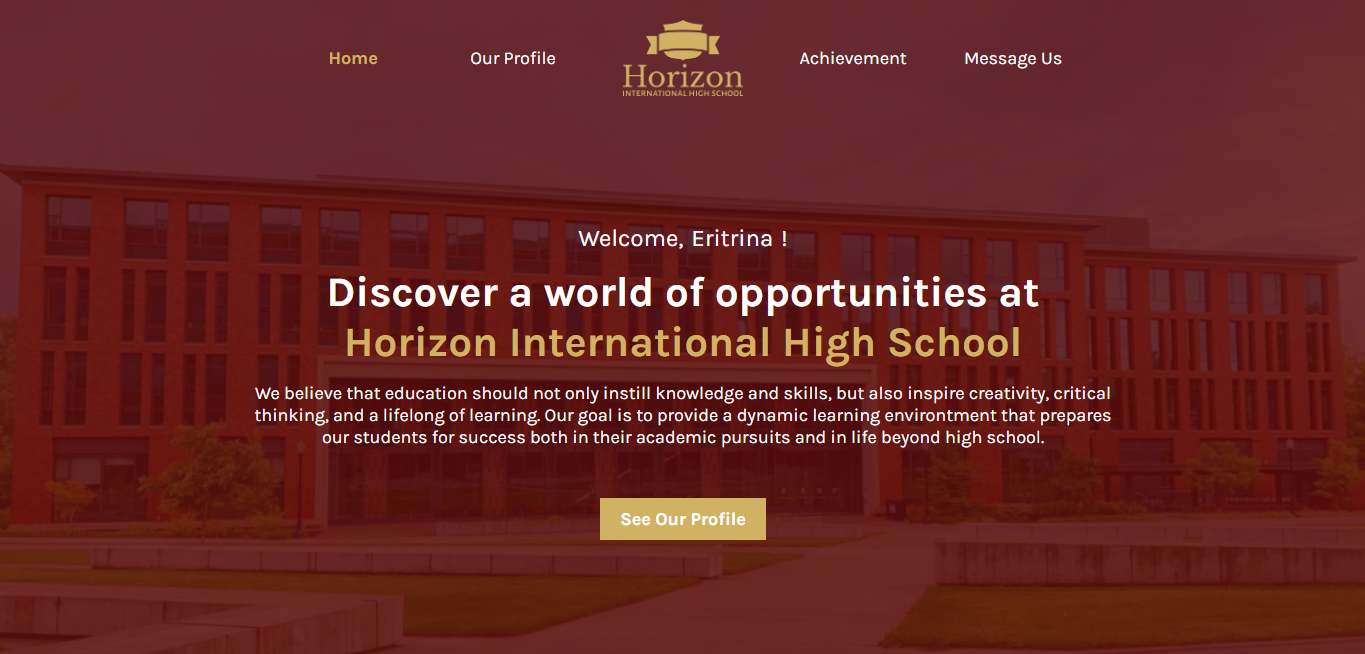 Home
Our Profile
Horizon
INTERNATIONAL HIGH SCHOOL
Achievement
Message Us
Welcome, Eritrina !
Discover a world of opportunities at
Horizon International High School
We believe that education should not only instill knowledge and skills, but also inspire creativity, critical
thinking, and a lifelong of learning. Our goal is to provide a dynamic learning environtment that prepares
our students for success both in their academic pursuits and in life beyond high school.
See Our Profile